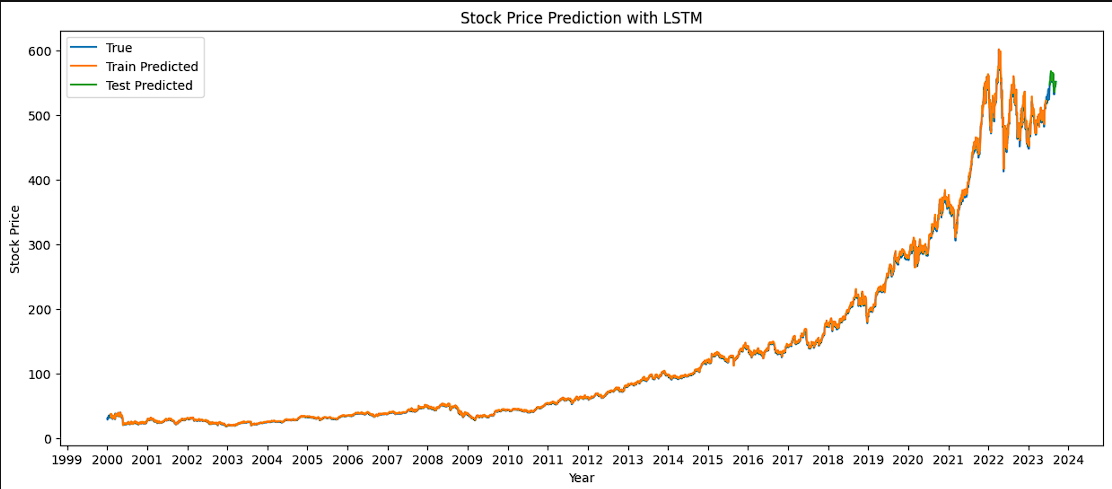 Stock Price Prediction with LSTM
True
Train Predicted
Test Predicted
600
500
400
300
200
100
0
Stock Price
1999 2000 2001 2002 2003 2004 2005 2006 2007 2008 2009 2010 2011 2012 2013 2014 2015 2016 2017 2018 2019 2020 2021 2022 2023 2024
Year